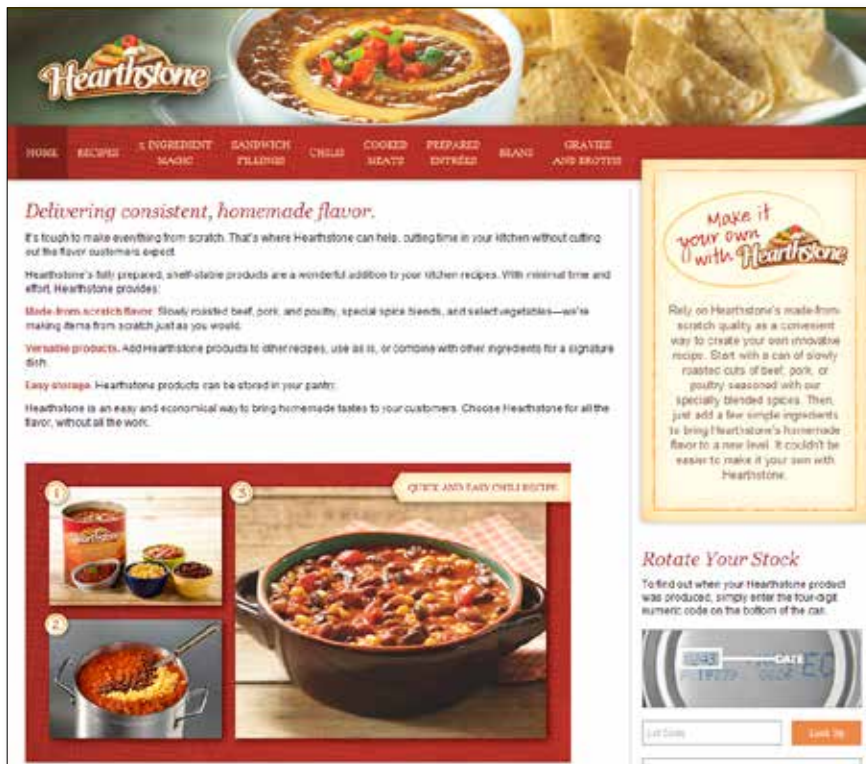 Hearthstone
HOME
RECIPES
5 INGREDIENT
MAGIC
SANDWICH
FILLINGS
CHILIS
COOKED
MEATS
PREPARED
ENTRÉES
BEANS
GRAVIES
AND BROTHS
Delivering consistent, homemade flavor.
It's tough to make everything from scratch. That's where Hearthstone can help, cutting time in your kitchen without cutting
out the flavor customers expect.
Hearthstone's fully prepared, shelf-stable products are a wonderful addition to your kitchen recipes. With minimal time and
effort, Hearthstone provides:
Made-from-scratch flavor. Slowly roasted beef, pork, and poultry, special spice blends, and select vegetables—we're
making items from scratch just as you would.
Versatile products. Add Hearthstone products to other recipes, use as is, or combine with other ingredients for a signature
dish.
Easy storage. Hearthstone products can be stored in your pantry.
Hearthstone is an easy and economical way to bring homemade tastes to your customers. Choose Hearthstone for all the
flavor, without all the work.
1
Hearthstone
2
3
QUICK AND EASY CHILI RECIPE
Make it
your own
with Hearthstone
Rely on Hearthstone's made-from-
scratch quality as a convenient
way to create your own innovative
recipe. Start with a can of slowly
roasted cuts of beef, pork, or
poultry seasoned with our
specially blended spices. Then,
just add a few simple ingredients
to bring Hearthstone's homemade
flavor to a new level. It couldn't be
easier to make it your own with
Hearthstone.
Rotate Your Stock
To find out when your Hearthstone product
was produced, simply enter the four-digit
numeric code on the bottom of the can.
DATE
Lot Code
Look Up